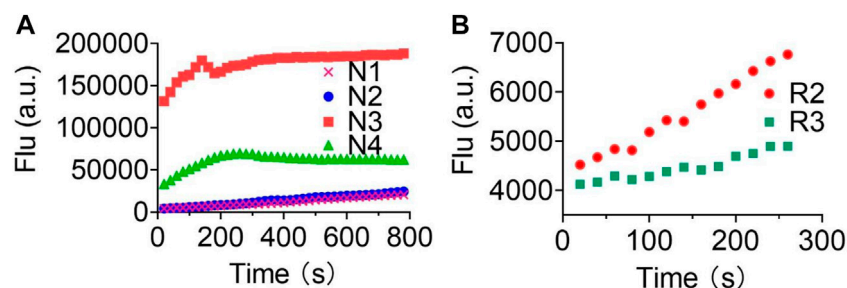 A
Flu (a.u.)
200000
150000
100000
50000
0
N1
N2
N3
N4
0 200 400 600 800
Time (s)
B
Flu (a.u.)
7000
6000
5000
4000
R2
R3
0 100 200 300
Time (s)